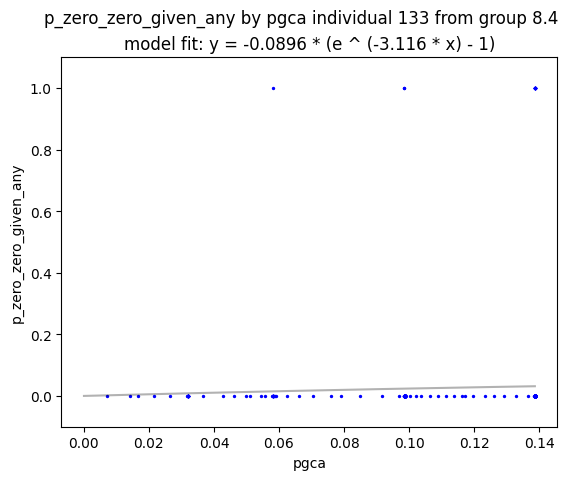 p_zero_zero_given_any by pgca individual 133 from group 8.4
model fit: y = -0.0896 * (e ^ (-3.116 * x) - 1)
p_zero_zero_given_any
1.0
0.8
0.6
0.4
0.2
0.0
0.00 0.02 0.04 0.06 0.08 0.10 0.12 0.14
pgca